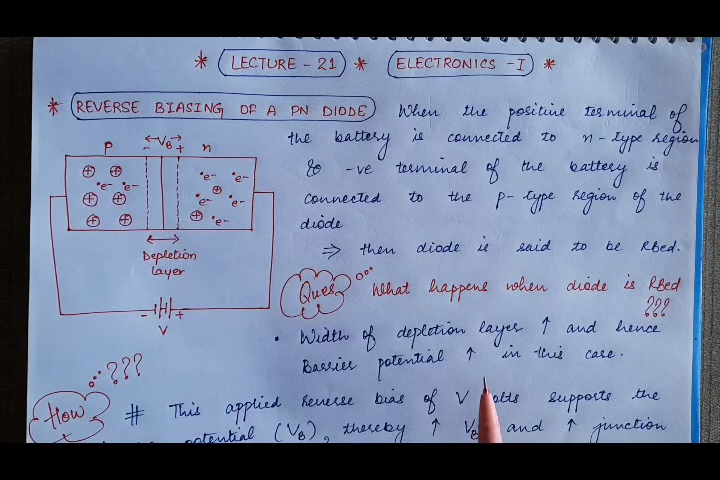 * LECTURE - 21 * ELECTRONICS - I *
* REVERSE BIASING OF A PN DIODE When the positive terminal of
the battery is connected to n-type region
& -ve terminal of the battery is
connected to the p-type region of the
diode
⇒ then diode is said to be RBed.
← VB →
P - + n
⊕ ⊕ e- e- e- e-
⊕ ⊕ e- + e-
⊕ ⊕ ⊕ e-
Depletion
layer
- +
V
Ques What happens when diode is RBed
???
• Width of depletion layer ↑ and hence
Barrier potential ↑ in this case.
???
How # This applied reverse bias of V volts supports the
potential (VB), thereby ↑ VB and ↑ junction